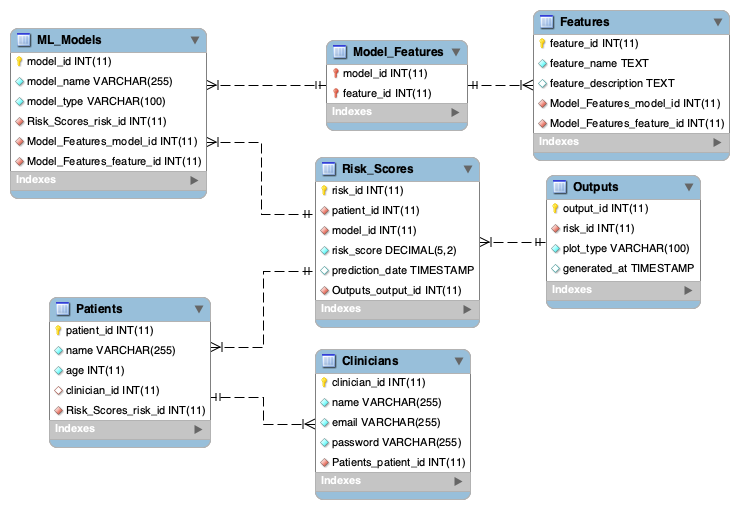 ML_Models
model_id INT(11)
model_name VARCHAR(255)
model_type VARCHAR(100)
Risk_Scores_risk_id INT(11)
Model_Features_model_id INT(11)
Model_Features_feature_id INT(11)
Indexes
Model_Features
model_id INT(11)
feature_id INT(11)
Indexes
Features
feature_id INT(11)
feature_name TEXT
feature_description TEXT
Model_Features_model_id INT(11)
Model_Features_feature_id INT(11)
Indexes
Risk_Scores
risk_id INT(11)
patient_id INT(11)
model_id INT(11)
risk_score DECIMAL(5,2)
prediction_date TIMESTAMP
Outputs_output_id INT(11)
Indexes
Outputs
output_id INT(11)
risk_id INT(11)
plot_type VARCHAR(100)
generated_at TIMESTAMP
Indexes
Patients
patient_id INT(11)
name VARCHAR(255)
age INT(11)
clinician_id INT(11)
Risk_Scores_risk_id INT(11)
Indexes
Clinicians
clinician_id INT(11)
name VARCHAR(255)
email VARCHAR(255)
password VARCHAR(255)
Patients_patient_id INT(11)
Indexes